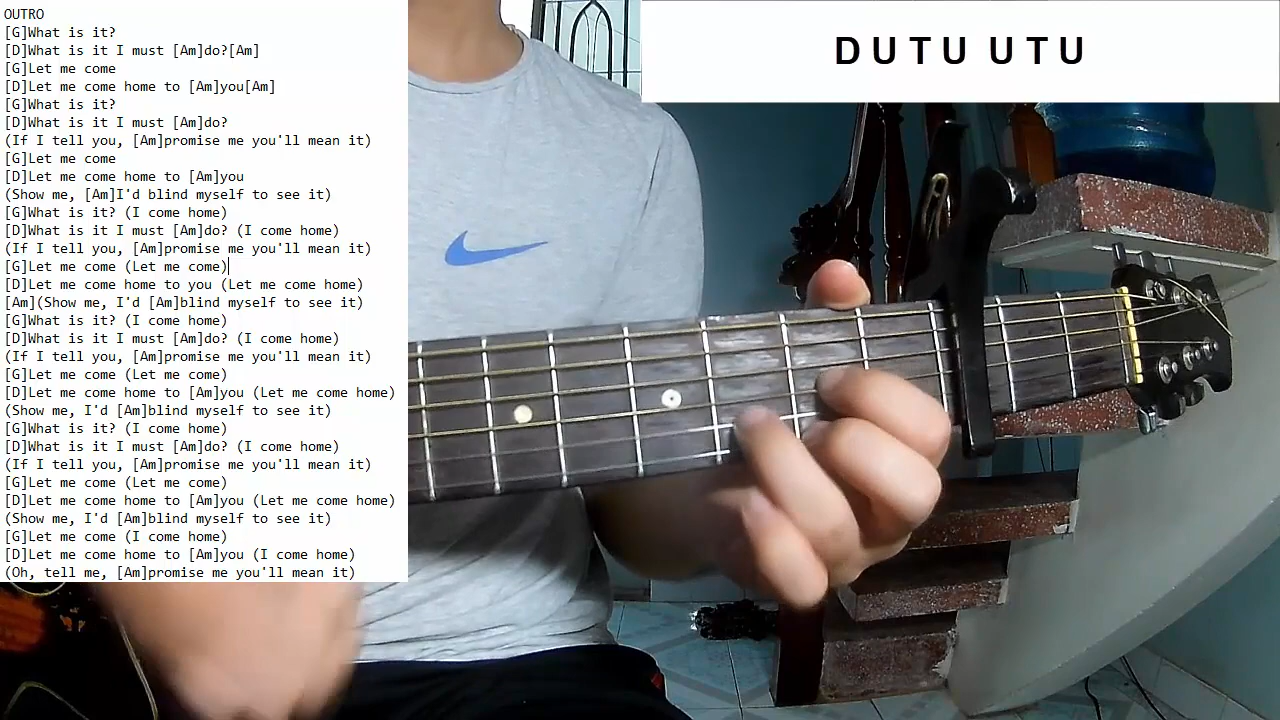 OUTRO
[G]What is it?
[D]What is it I must [Am]do?[Am]
[G]Let me come
[D]Let me come home to [Am]you[Am]
[G]What is it?
[D]What is it I must [Am]do?
(If I tell you, [Am]promise me you'll mean it)
[G]Let me come
[D]Let me come home to [Am]you
(Show me, [Am]I'd blind myself to see it)
[G]What is it? (I come home)
[D]What is it I must [Am]do? (I come home)
(If I tell you, [Am]promise me you'll mean it)
[G]Let me come (Let me come)
[D]Let me come home to you (Let me come home)
[Am](Show me, I'd [Am]blind myself to see it)
[G]What is it? (I come home)
[D]What is it I must [Am]do? (I come home)
(If I tell you, [Am]promise me you'll mean it)
[G]Let me come (Let me come)
[D]Let me come home to [Am]you (Let me come home)
(Show me, I'd [Am]blind myself to see it)
[G]What is it? (I come home)
[D]What is it I must [Am]do? (I come home)
(If I tell you, [Am]promise me you'll mean it)
[G]Let me come (Let me come)
[D]Let me come home to [Am]you (Let me come home)
(Show me, I'd [Am]blind myself to see it)
[G]Let me come (I come home)
[D]Let me come home to [Am]you (I come home)
(Oh, tell me, [Am]promise me you'll mean it)
D U T U U T U